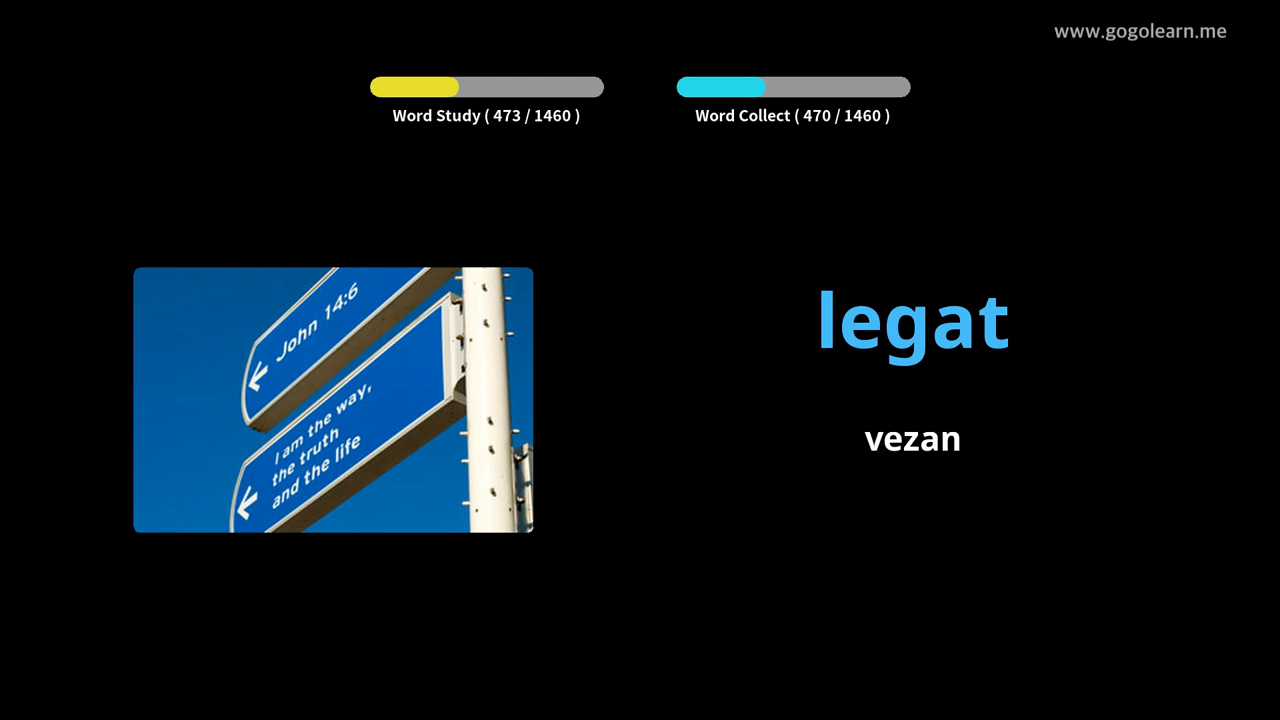 www.gogolearn.me
Word Study ( 473 / 1460 )
Word Collect ( 470 / 1460 )
John 14:6
I am the way,
the truth
and the life
legat
vezan